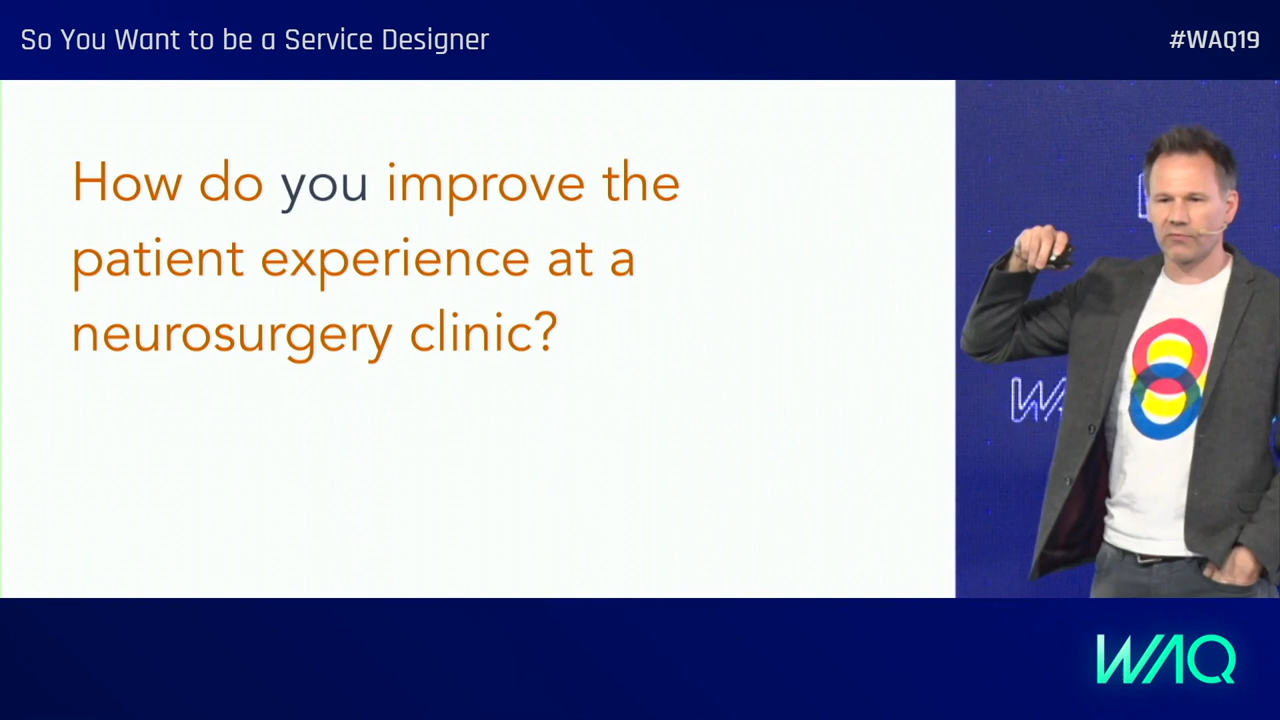 So You Want to be a Service Designer
#WAQ19
How do you improve the
patient experience at a
neurosurgery clinic?
WAQ